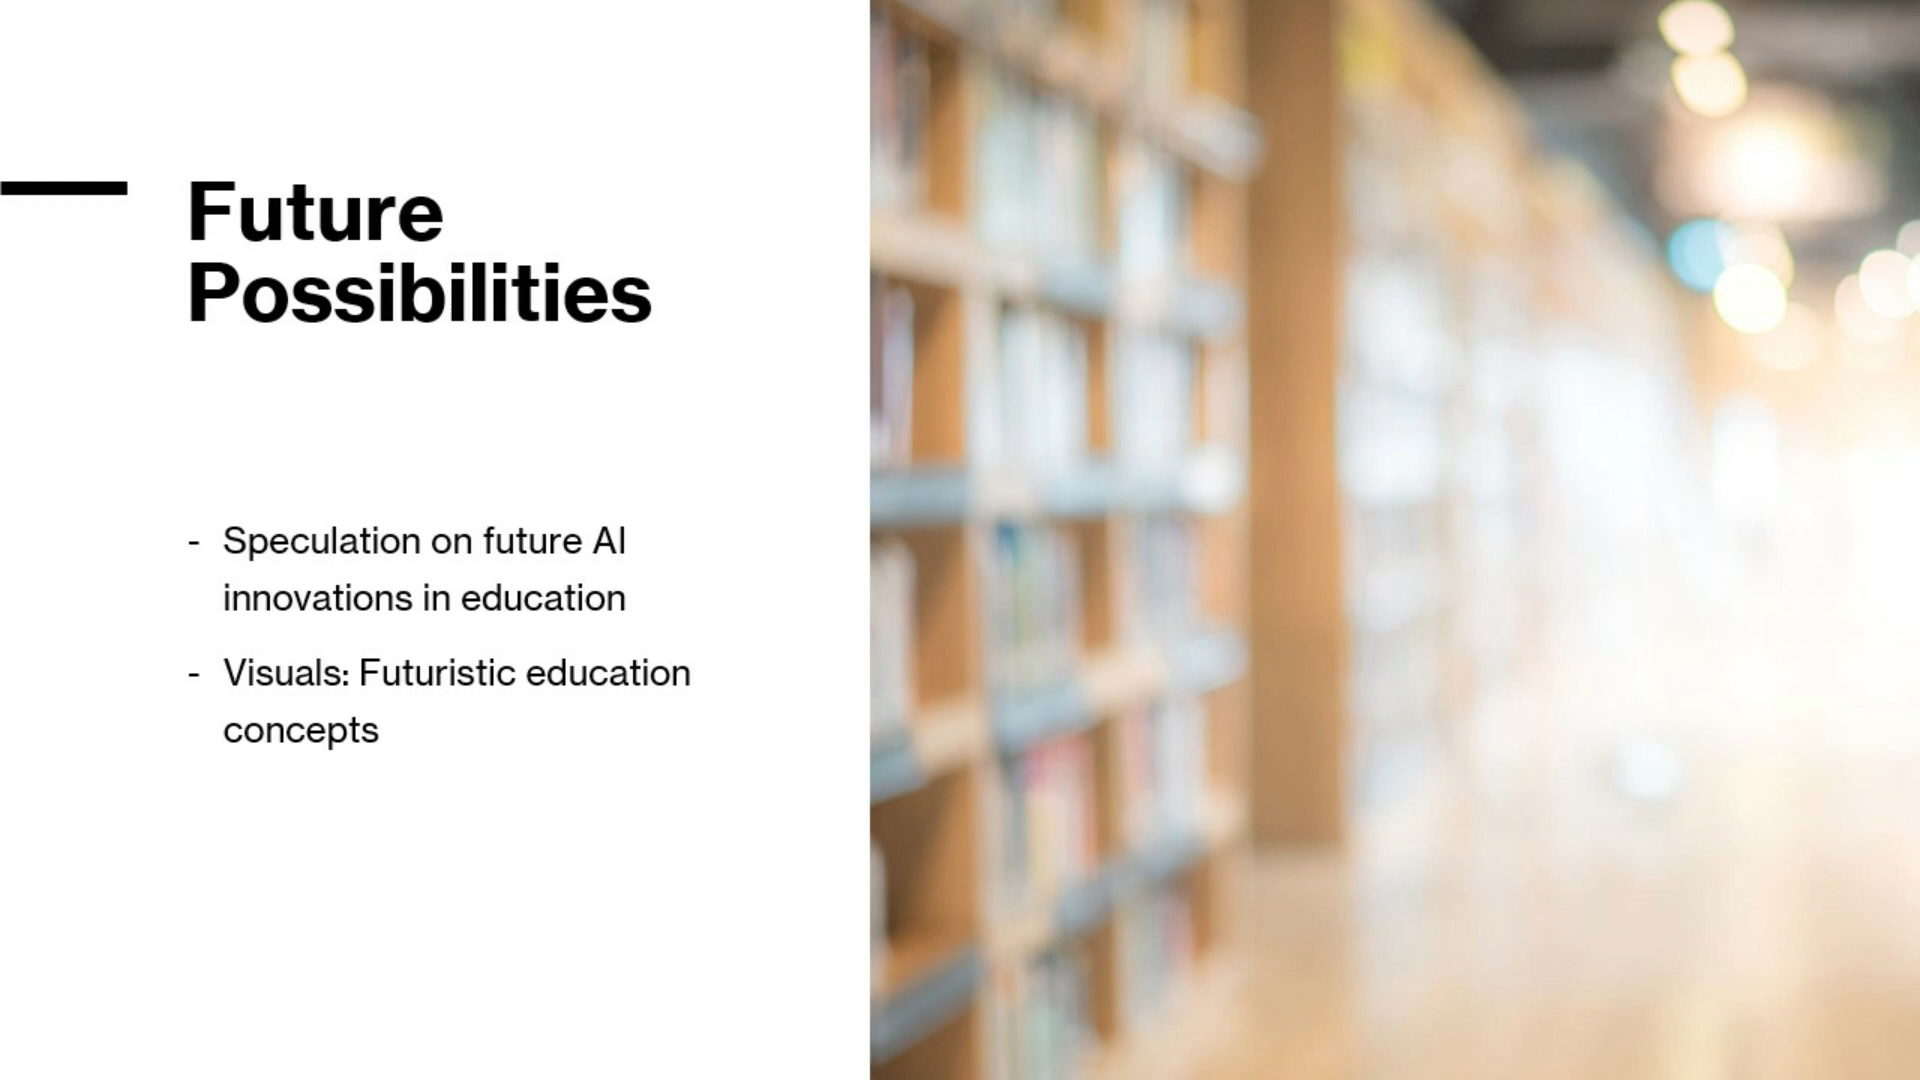 Future
Possibilities
- Speculation on future AI
innovations in education
- Visuals: Futuristic education
concepts